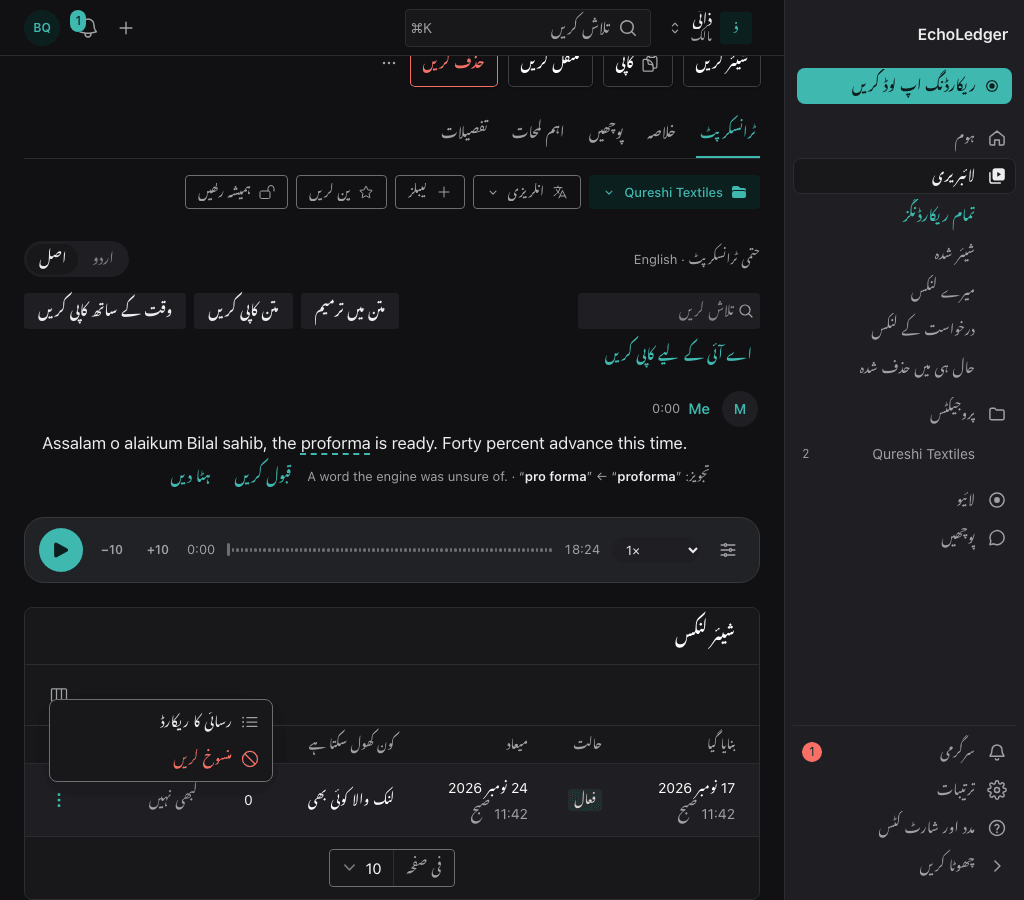 EchoLedger
ریکارڈنگ اپ لوڈ کریں
ہوم
لائبریری
تمام ریکارڈنگز
شیئر شدہ
میرے لنکس
درخواست کے لنکس
حال ہی میں حذف شدہ
پروجیکٹس
Qureshi Textiles 2
لائیو
پوچھیں
سرگرمی 1
ترتیبات
مدد اور شارٹ کٹس
چھوٹا کریں
ذ
ذاتی
مالک
تلاش کریں ⌘K
1
BQ
شیئر کریں
کاپی
منتقل کریں
حذف کریں
ٹرانسکرپٹ
خلاصہ
پوچھیں
اہم لمحات
تفصیلات
Qureshi Textiles
انگریزی
لیبلز
پن کریں
ہمیشہ رکھیں
حتمی ٹرانسکرپٹ · English
اردو
اصل
تلاش کریں
متن میں ترمیم
متن کاپی کریں
وقت کے ساتھ کاپی کریں
اے آئی کے لیے کاپی کریں
M
Me 0:00
Assalam o alaikum Bilal sahib, the proforma is ready. Forty percent advance this time.
تجویز: "proforma" ← "pro forma" · A word the engine was unsure of.
قبول کریں
ہٹا دیں
−10
+10
0:00
18:24
1×
شیئر لنکس
رسائی کا ریکارڈ
منسوخ کریں
بنایا گیا
حالت
میعاد
کون کھول سکتا ہے
17 نومبر 2026
11:42 صبح
فعال
24 نومبر 2026
11:42 صبح
لنک والا کوئی بھی
0
کبھی نہیں
فی صفحہ
10